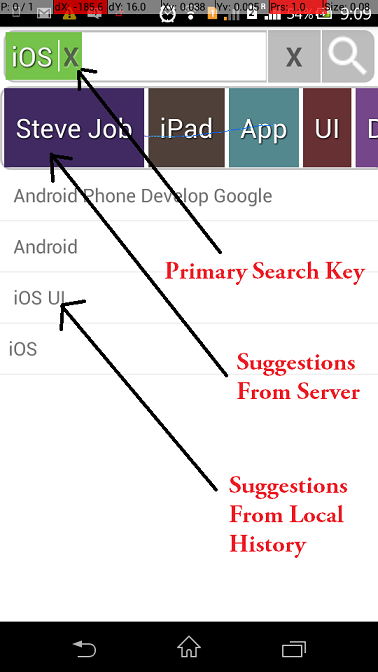 P: 0 / 1 dX: -185.6 dY: 16.0 Xv: 0.038 Yv: 0.005 Prs: 1.0 Size: 0.08
54% 9:09
iOS X X
Steve Job iPad App UI D
Android Phone Develop Google
Android
Primary Search Key
iOS UI
iOS
Suggestions
From Server
Suggestions
From Local
History